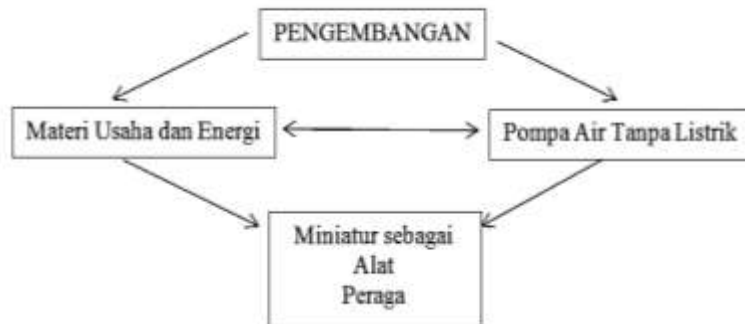 PENGEMBANGAN
Materi Usaha dan Energi
Pompa Air Tanpa Listrik
Miniatur sebagai
Alat
Peraga